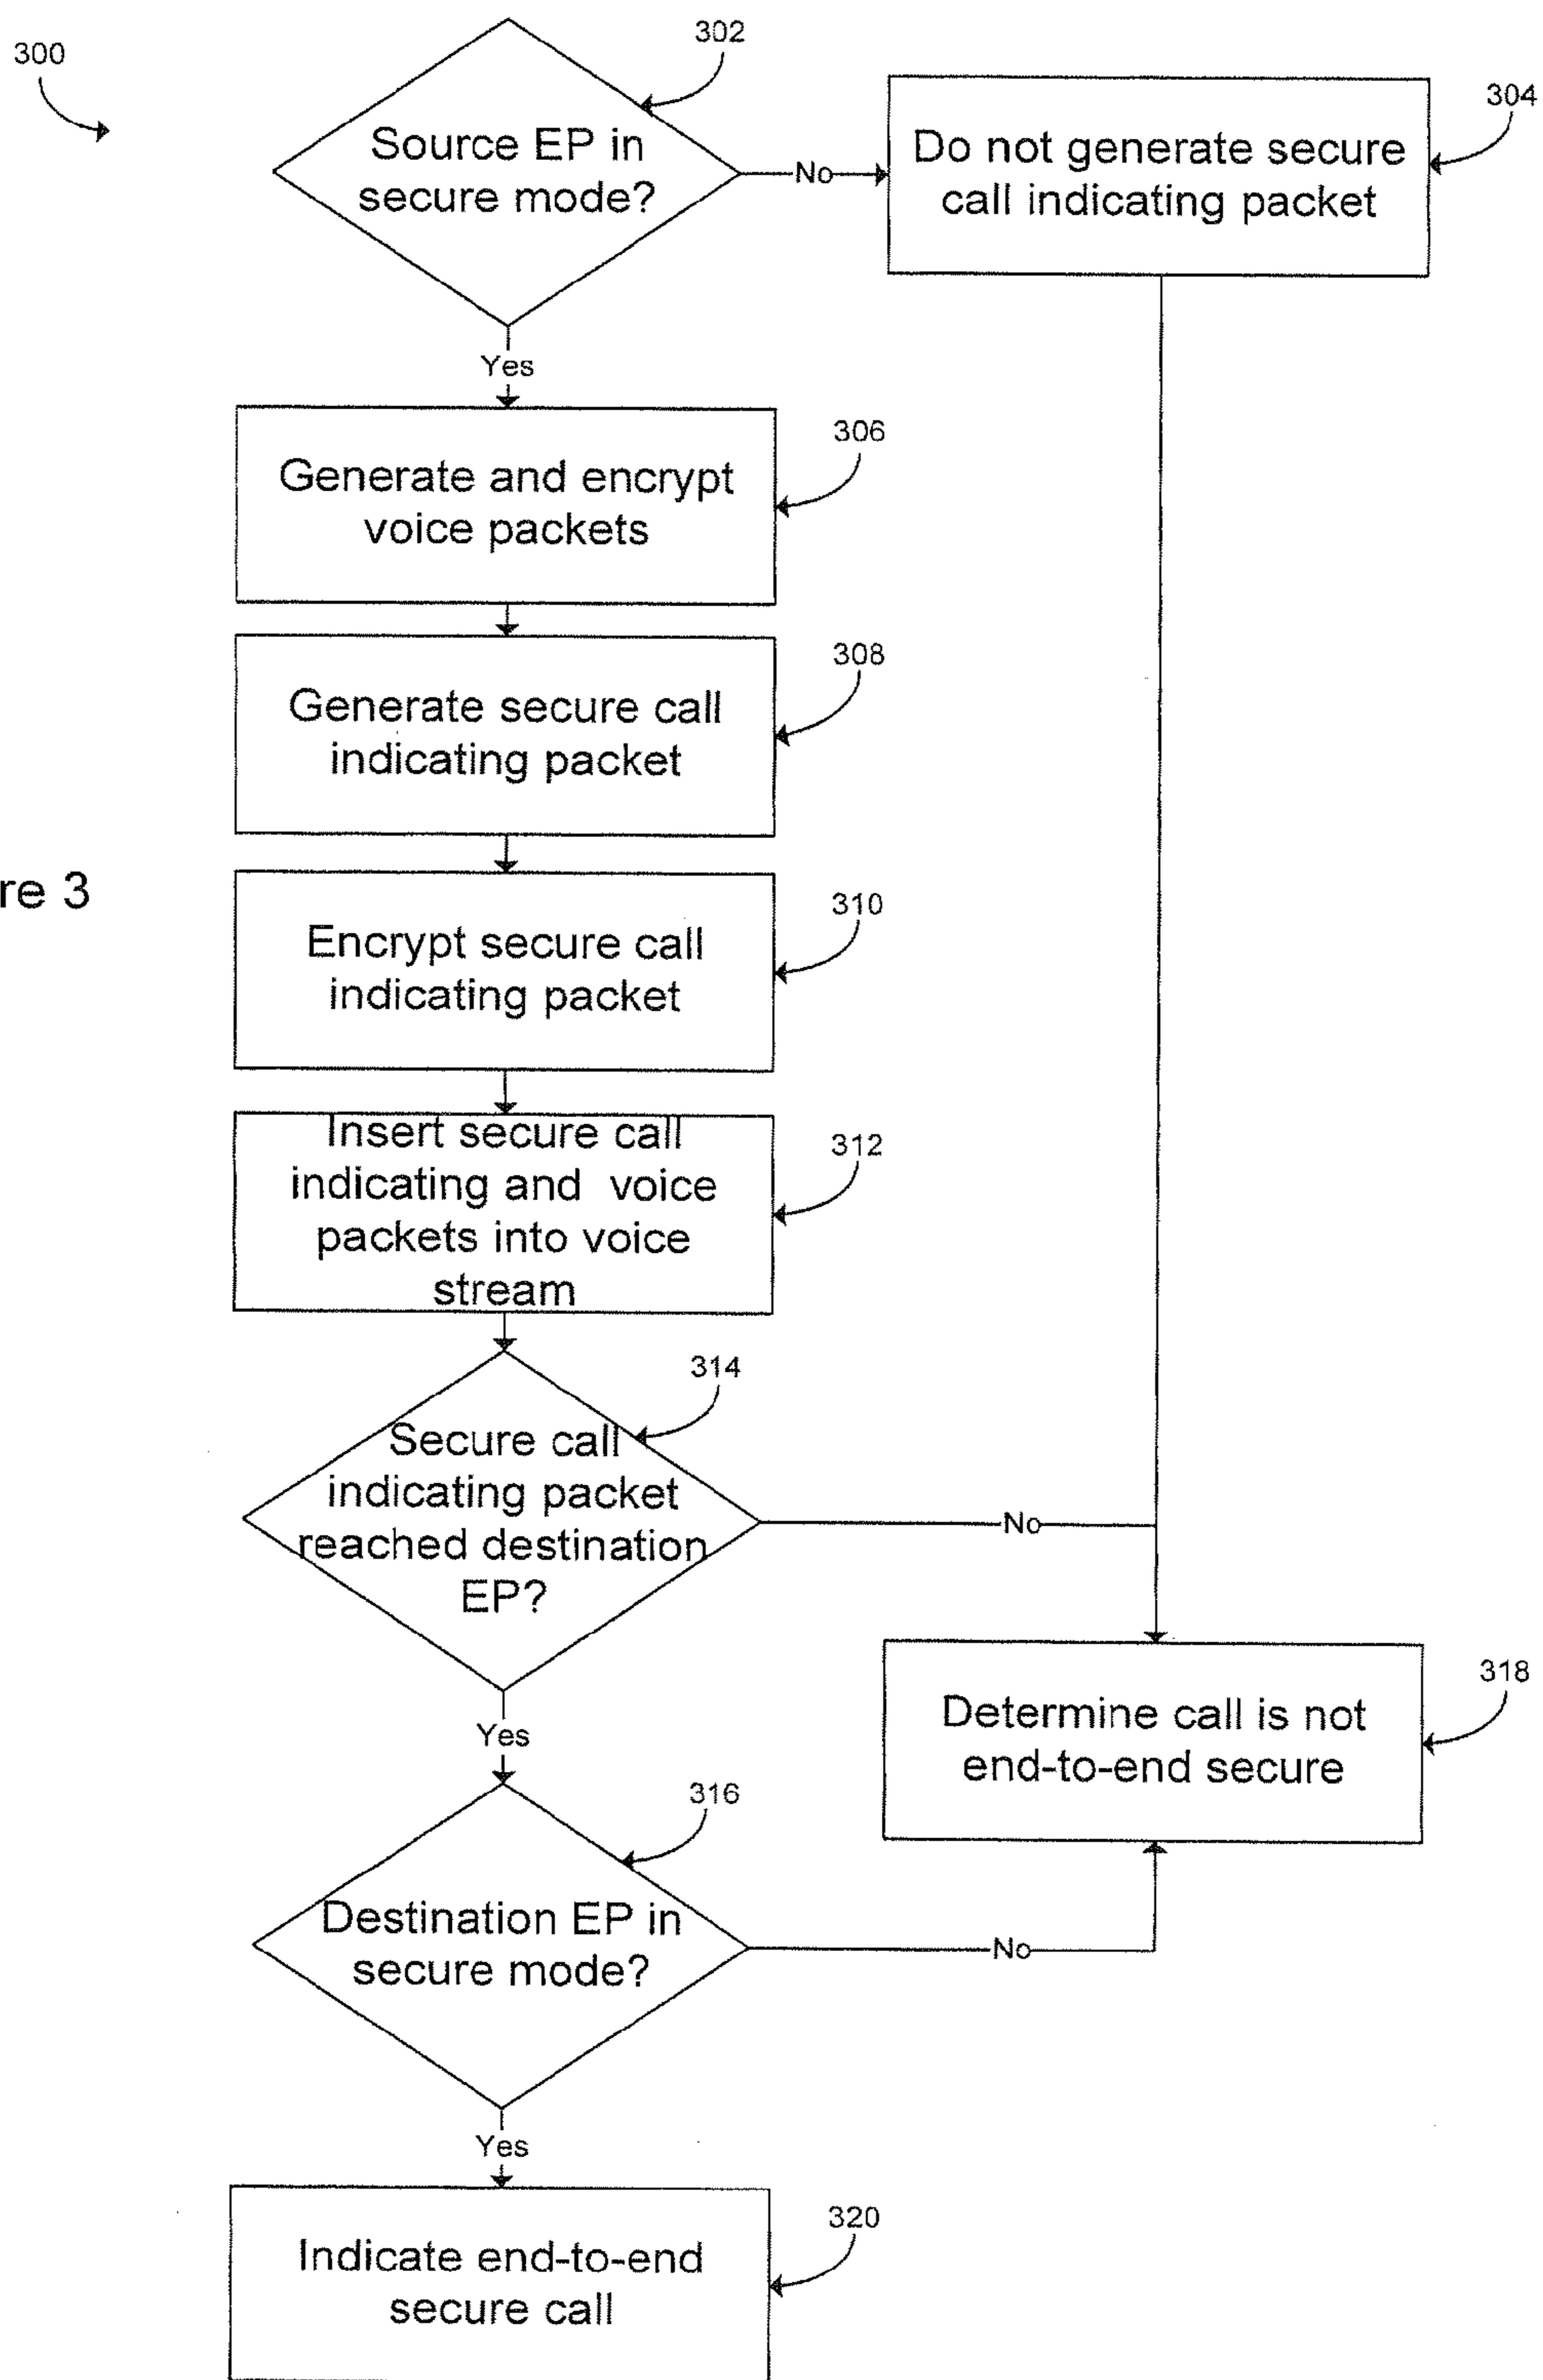 300
302
Source EP in
secure mode?
No
304
Do not generate secure
call indicating packet
Yes
306
Generate and encrypt
voice packets
308
Generate secure call
indicating packet
re 3
310
Encrypt secure call
indicating packet
312
Insert secure call
indicating and voice
packets into voice
stream
314
Secure call
indicating packet
reached destination
EP?
No
Yes
318
Determine call is not
end-to-end secure
316
Destination EP in
secure mode?
No
Yes
320
Indicate end-to-end
secure call